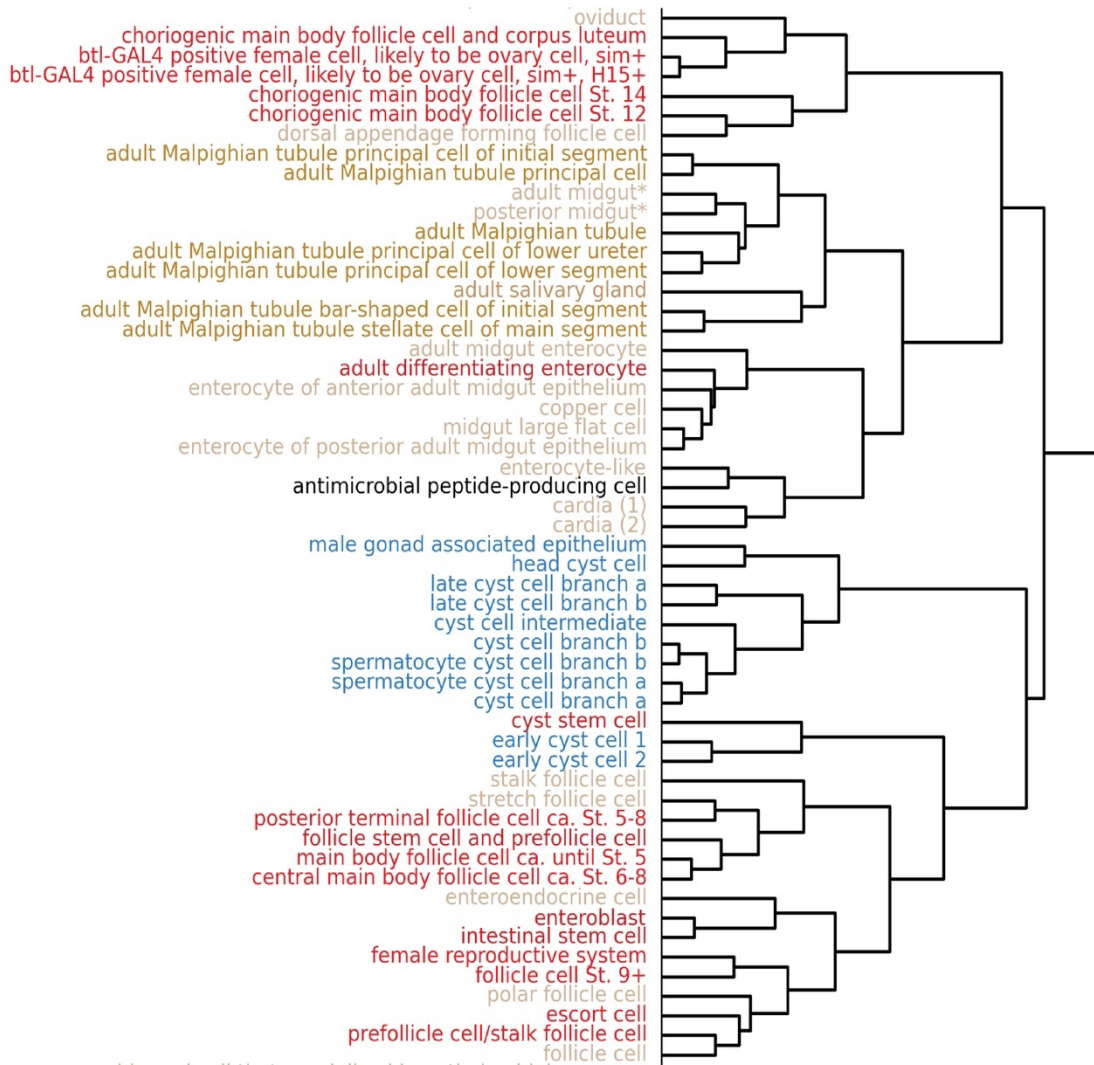 oviduct
choriogenic main body follicle cell and corpus luteum
btl-GAL4 positive female cell, likely to be ovary cell, sim+
btl-GAL4 positive female cell, likely to be ovary cell, sim+, H15+
choriogenic main body follicle cell St. 14
choriogenic main body follicle cell St. 12
dorsal appendage forming follicle cell
adult Malpighian tubule principal cell of initial segment
adult Malpighian tubule principal cell
adult midgut*
posterior midgut*
adult Malpighian tubule
adult Malpighian tubule principal cell of lower ureter
adult Malpighian tubule principal cell of lower segment
adult salivary gland
adult Malpighian tubule bar-shaped cell of initial segment
adult Malpighian tubule stellate cell of main segment
adult midgut enterocyte
adult differentiating enterocyte
enterocyte of anterior adult midgut epithelium
copper cell
midgut large flat cell
enterocyte of posterior adult midgut epithelium
enterocyte-like
antimicrobial peptide-producing cell
cardia (1)
cardia (2)
male gonad associated epithelium
head cyst cell
late cyst cell branch a
late cyst cell branch b
cyst cell intermediate
cyst cell branch b
spermatocyte cyst cell branch b
spermatocyte cyst cell branch a
cyst cell branch a
cyst stem cell
early cyst cell 1
early cyst cell 2
stalk follicle cell
stretch follicle cell
posterior terminal follicle cell ca. St. 5-8
follicle stem cell and prefollicle cell
main body follicle cell ca. until St. 5
central main body follicle cell ca. St. 6-8
enteroendocrine cell
enteroblast
intestinal stem cell
female reproductive system
follicle cell St. 9+
polar follicle cell
escort cell
prefollicle cell/stalk follicle cell
follicle cell